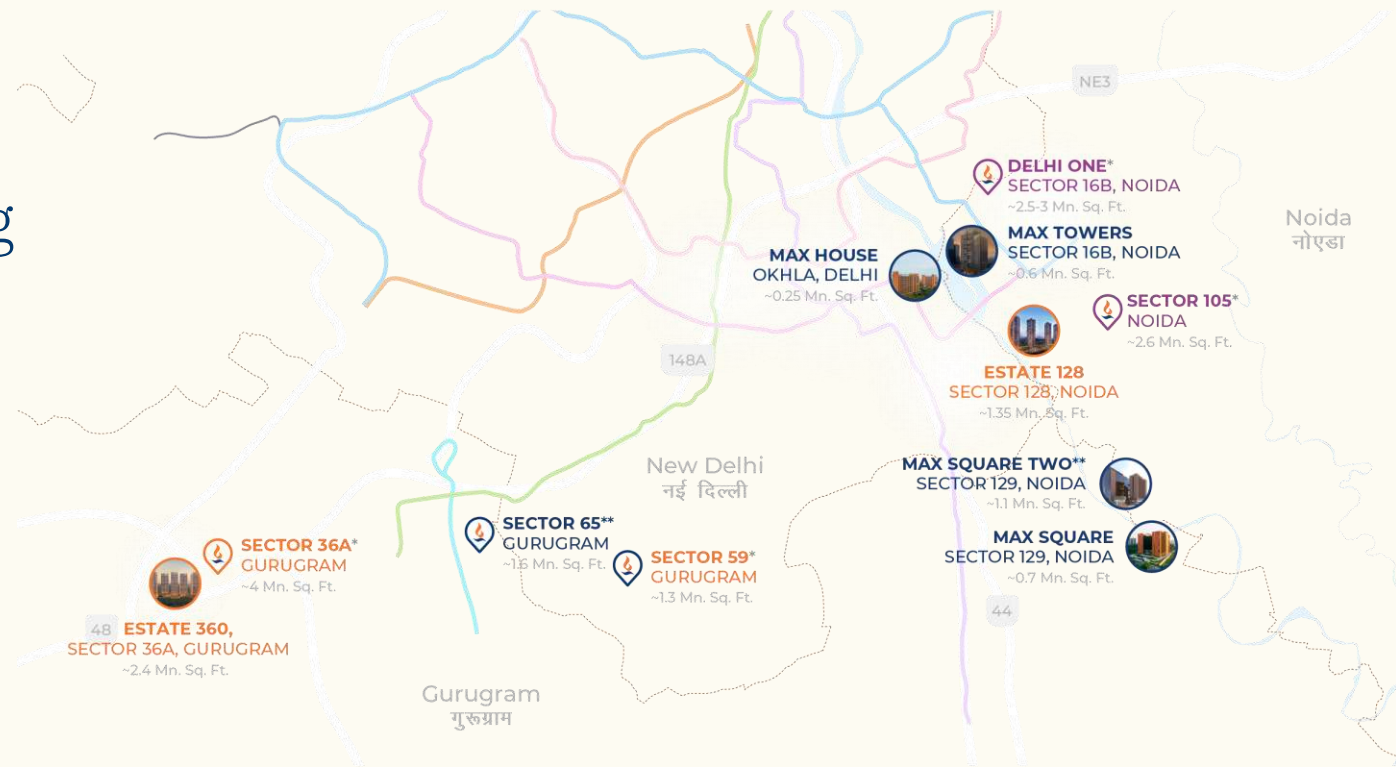 g
NE3
DELHI ONE*
SECTOR 16B, NOIDA
~2.5-3 Mn. Sq. Ft.
Noida
नोएडा
MAX TOWERS
SECTOR 16B, NOIDA
~0.6 Mn. Sq. Ft.
MAX HOUSE
OKHLA, DELHI
~0.25 Mn. Sq. Ft.
SECTOR 105*
NOIDA
~2.6 Mn. Sq. Ft.
148A
ESTATE 128
SECTOR 128, NOIDA
~1.35 Mn. Sq. Ft.
New Delhi
नई दिल्ली
MAX SQUARE TWO**
SECTOR 129, NOIDA
~1.1 Mn. Sq. Ft.
SECTOR 65**
GURUGRAM
~1.6 Mn. Sq. Ft.
MAX SQUARE
SECTOR 129, NOIDA
~0.7 Mn. Sq. Ft.
SECTOR 36A*
GURUGRAM
~4 Mn. Sq. Ft.
SECTOR 59*
GURUGRAM
~1.3 Mn. Sq. Ft.
44
48
ESTATE 360,
SECTOR 36A, GURUGRAM
~2.4 Mn. Sq. Ft.
Gurugram
गुरूग्राम